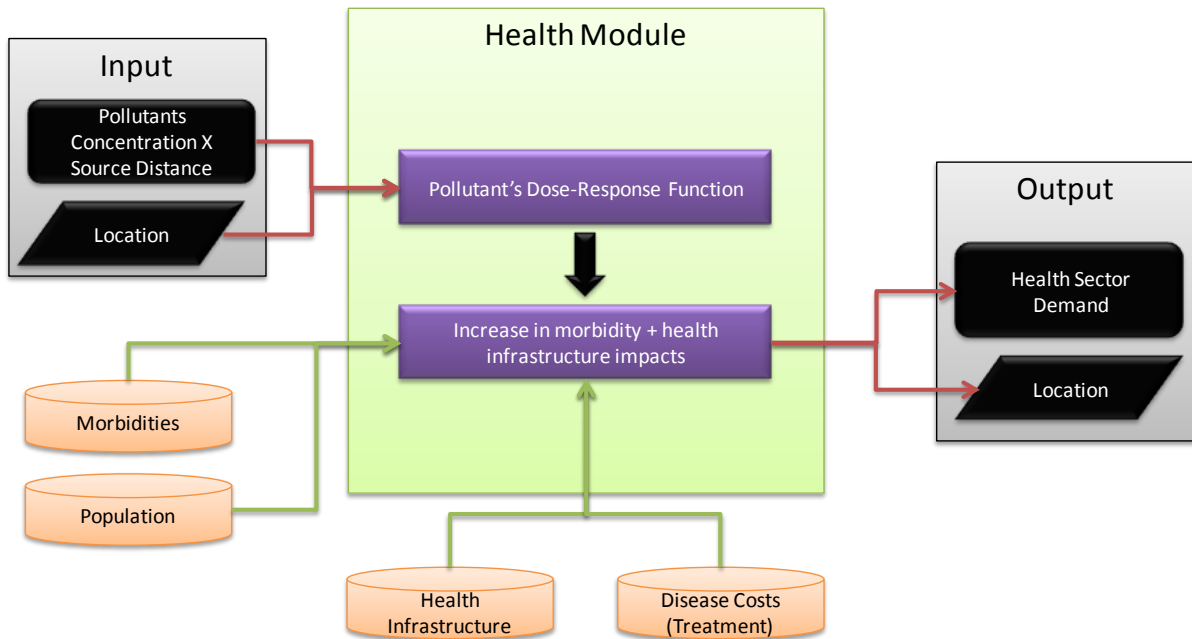 Health Module
Input
Pollutants
Concentration X
Source Distance
Location
Pollutant's Dose-Response Function
Increase in morbidity + health
infrastructure impacts
Output
Health Sector
Demand
Location
Morbidities
Population
Health
Infrastructure
Disease Costs
(Treatment)